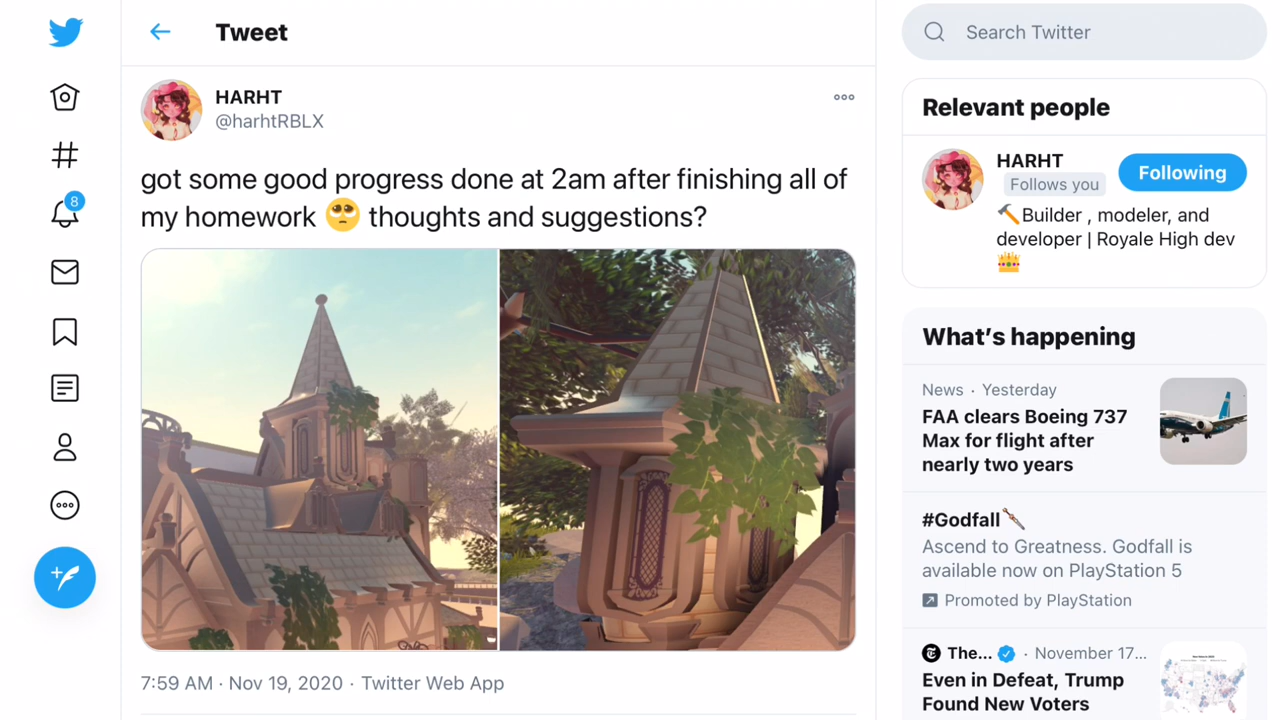 Tweet
HARHT
@harhtRBLX
got some good progress done at 2am after finishing all of
my homework 🥺 thoughts and suggestions?
7:59 AM · Nov 19, 2020 · Twitter Web App
8
Search Twitter
Relevant people
HARHT
Follows you
Following
🔨Builder , modeler, and
developer | Royale High dev
👑
What's happening
News · Yesterday
FAA clears Boeing 737
Max for flight after
nearly two years
#Godfall
Ascend to Greatness. Godfall is
available now on PlayStation 5
Promoted by PlayStation
The... · November 17...
Even in Defeat, Trump
Found New Voters